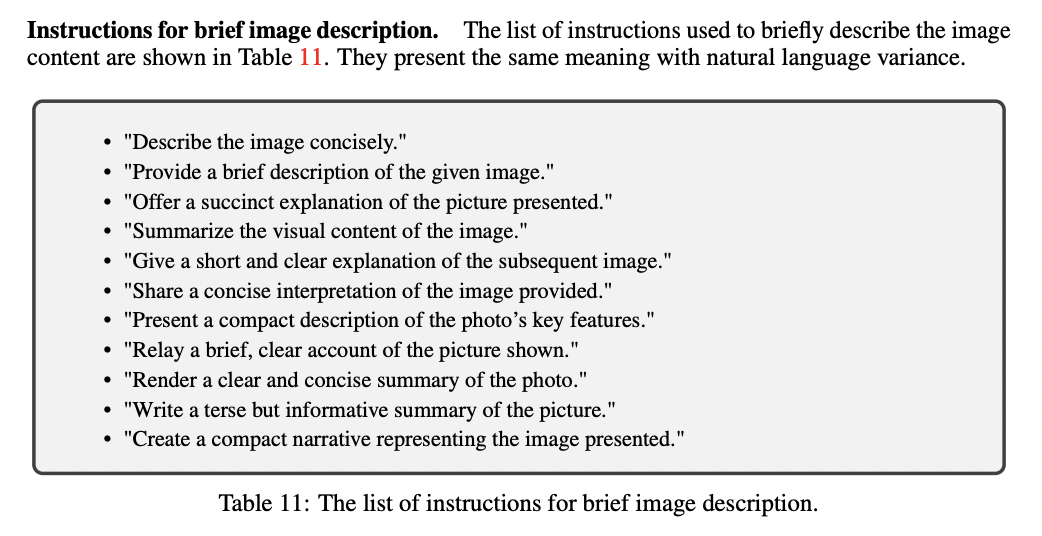 Instructions for brief image description. The list of instructions used to briefly describe the image
content are shown in Table 11. They present the same meaning with natural language variance.
• "Describe the image concisely."
• "Provide a brief description of the given image."
• "Offer a succinct explanation of the picture presented."
• "Summarize the visual content of the image."
• "Give a short and clear explanation of the subsequent image."
• "Share a concise interpretation of the image provided."
• "Present a compact description of the photo’s key features."
• "Relay a brief, clear account of the picture shown."
• "Render a clear and concise summary of the photo."
• "Write a terse but informative summary of the picture."
• "Create a compact narrative representing the image presented."
Table 11: The list of instructions for brief image description.